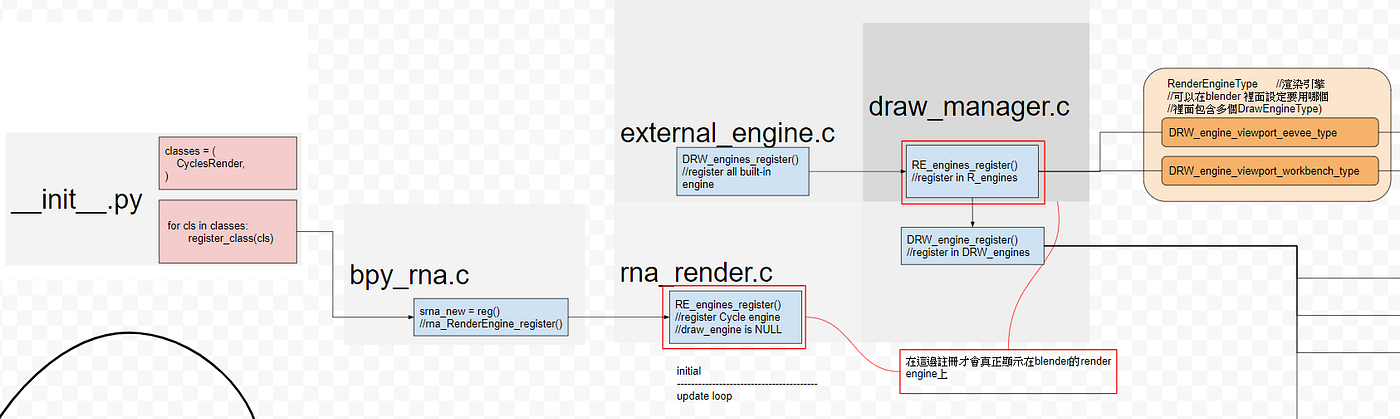 __init__.py
classes = (
CyclesRender,
)
for cls in classes:
register_class(cls)
bpy_rna.c
srna_new = reg()
//rna_RenderEngine_register()
external_engine.c
DRW_engines_register()
//register all built-in
engine
draw_manager.c
RE_engines_register()
//register in R_engines
DRW_engine_register()
//register in DRW_engines
rna_render.c
RE_engines_register()
//register Cycle engine
//draw_engine is NULL
initial
----------------------------------------
update loop
在這邊註冊才會真正顯示在blender的render
engine上
RenderEngineType //渲染引擎
//可以在blender 裡面設定要用哪個
//裡面包含多個DrawEngineType)
DRW_engine_viewport_eevee_type
DRW_engine_viewport_workbench_type